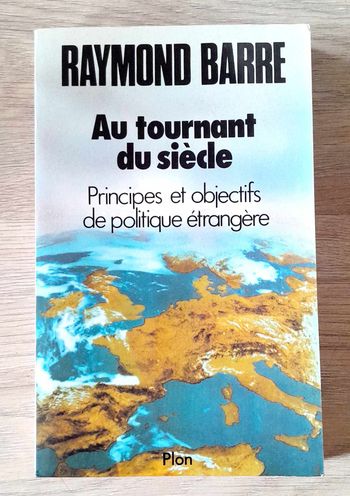 RAYMOND BARRE
Au tournant
du siècle
Principes et objectifs
de politique étrangère
Plon